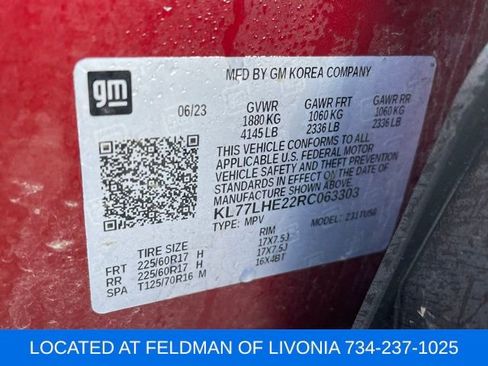 gm
MFD BY GM KOREA COMPANY
06/23 GVWR GAWR FRT GAWR RR
1880 KG 1060 KG 1060 KG
4145 LB 2336 LB 2336 LB
THIS VEHICLE CONFORMS TO ALL
APPLICABLE U.S. FEDERAL MOTOR
VEHICLE SAFETY AND THEFT PREVENTION
STANDARDS IN EFFECT ON THE DATE OF
MANUFACTURE SHOWN ABOVE.
KL77LHE22RC063303
TYPE: MPV MODEL: 231TU58
TIRE SIZE RIM
FRT 225/60R17 H 17X7.5J
RR 225/60R17 H 17X7.5J
SPA T125/70R16 M 16X4BT
LOCATED AT FELDMAN OF LIVONIA 734-237-1025